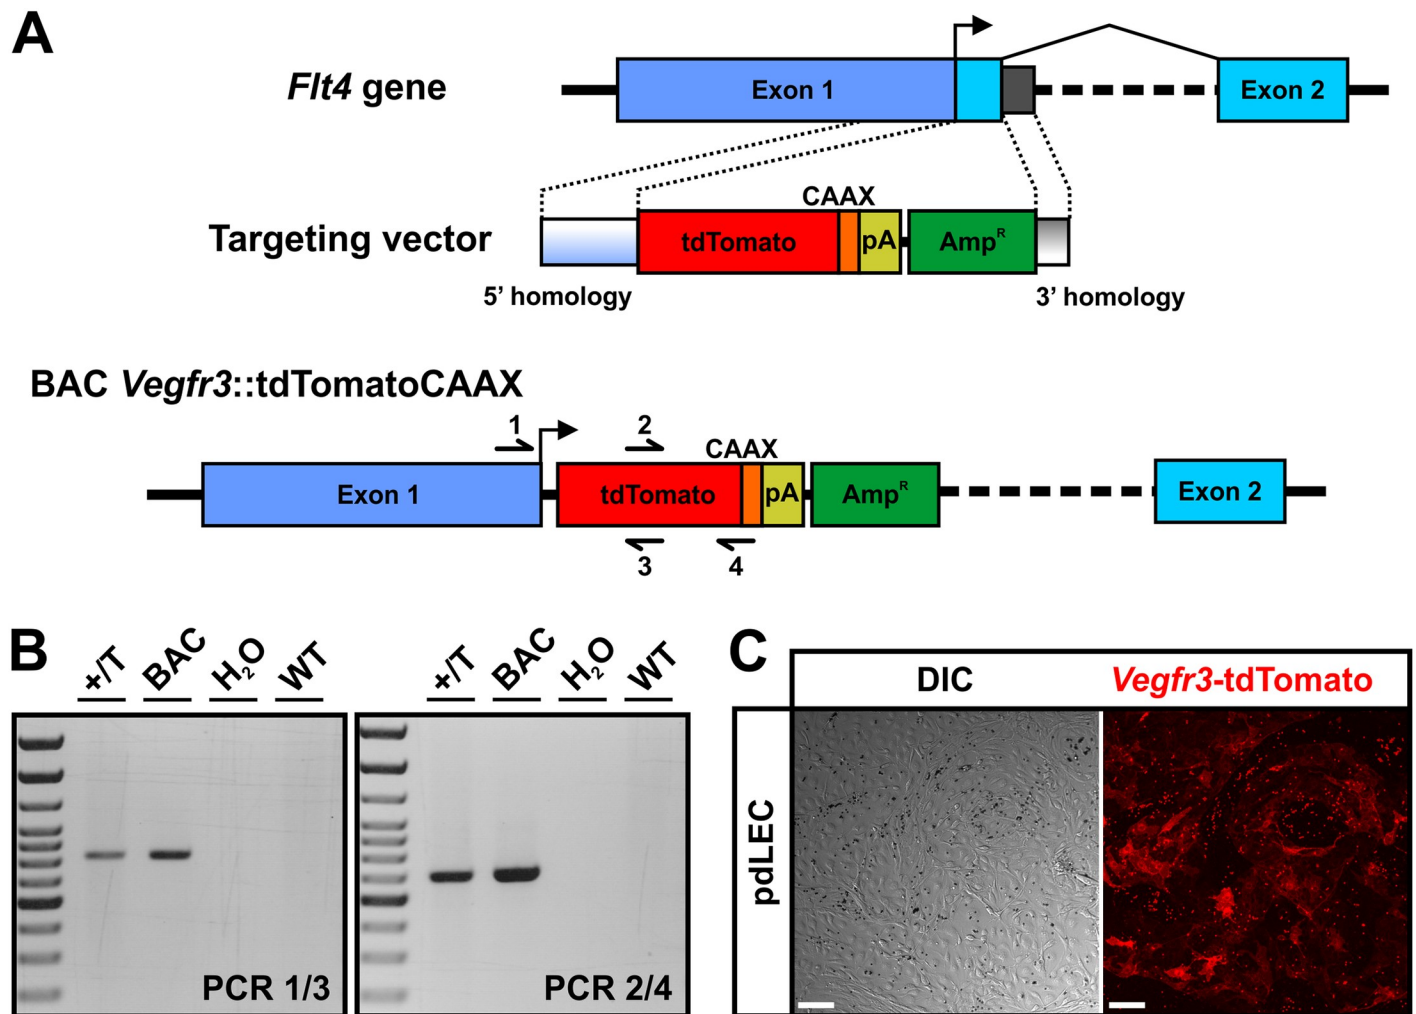 A
Flt4 gene
Exon 1
Exon 2
CAAX
Targeting vector
tdTomato
pA
Amp^R
5’ homology
3’ homology
BAC Vegfr3::tdTomatoCAAX
1
2
CAAX
Exon 1
tdTomato
pA
Amp^R
Exon 2
3
4
B
+/T
BAC
H₂O
WT
+/T
BAC
H₂O
WT
PCR 1/3
PCR 2/4
C
DIC
Vegfr3-tdTomato
pdLEC